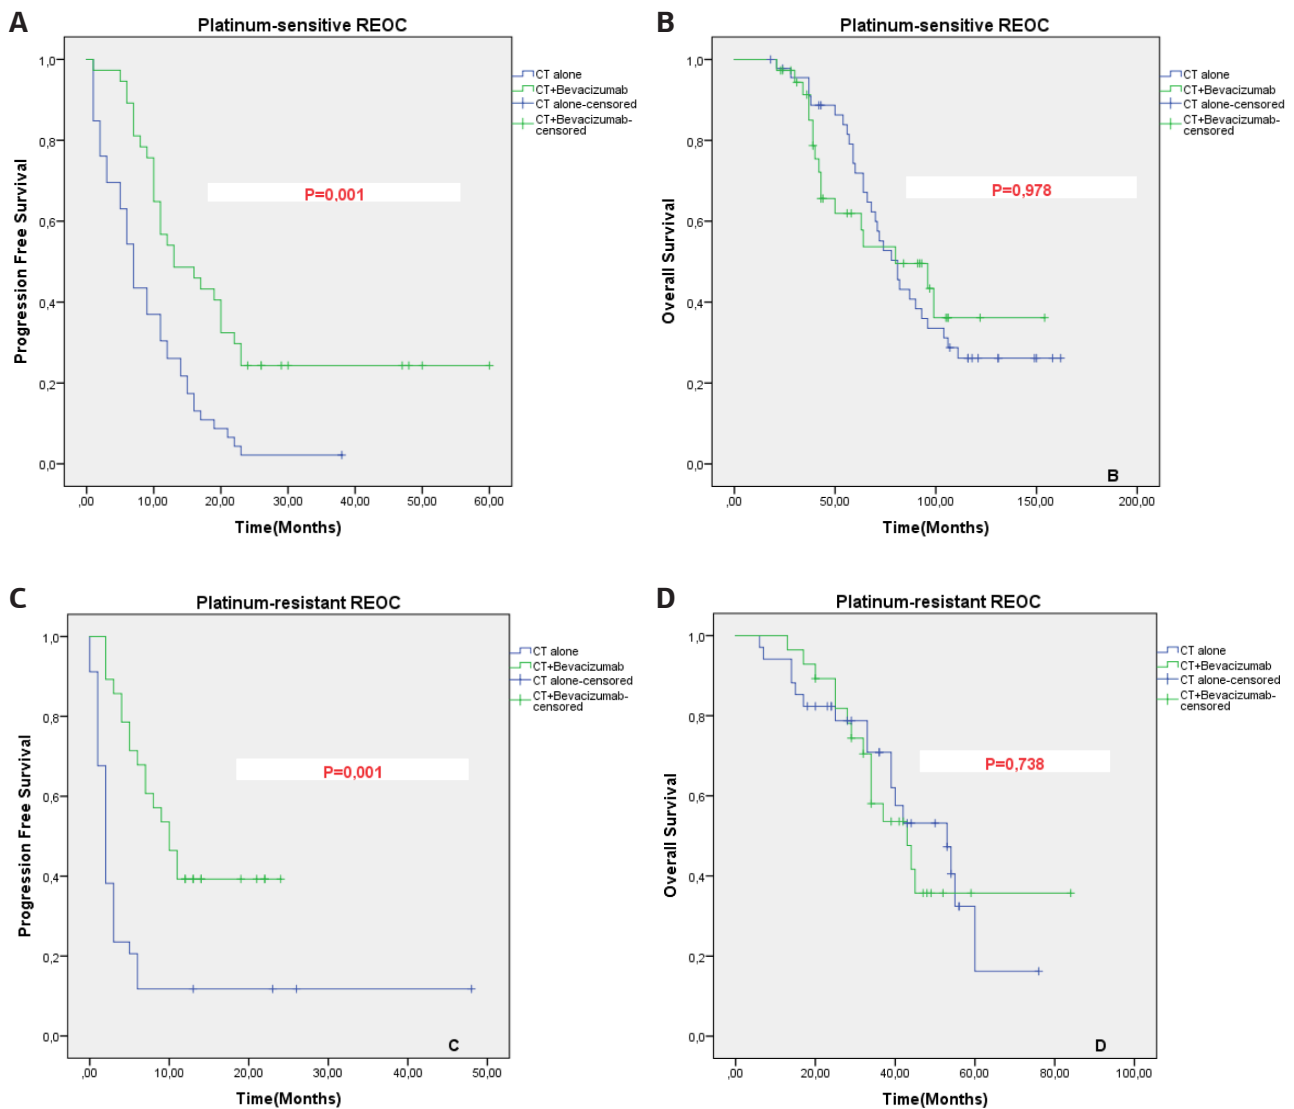 A
Platinum-sensitive REOC
Progression Free Survival
1,0
0,8
0,6
0,4
0,2
0,0
,00
10,00
20,00
30,00
40,00
50,00
60,00
Time(Months)
P=0,001
CT alone
CT+Bevacizumab
CT alone-censored
CT+Bevacizumab-
censored
B
Platinum-sensitive REOC
Overall Survival
1,0
0,8
0,6
0,4
0,2
0,0
,00
50,00
100,00
150,00
200,00
Time(Months)
P=0,978
B
CT alone
CT+Bevacizumab
CT alone-censored
CT+Bevacizumab-
censored
C
Platinum-resistant REOC
Progression Free Survival
1,0
0,8
0,6
0,4
0,2
0,0
,00
10,00
20,00
30,00
40,00
50,00
Time(Months)
P=0,001
C
CT alone
CT+Bevacizumab
CT alone-censored
CT+Bevacizumab-
censored
D
Platinum-resistant REOC
Overall Survival
1,0
0,8
0,6
0,4
0,2
0,0
,00
20,00
40,00
60,00
80,00
100,00
Time(Months)
P=0,738
D
CT alone
CT+Bevacizumab
CT alone-censored
CT+Bevacizumab-
censored